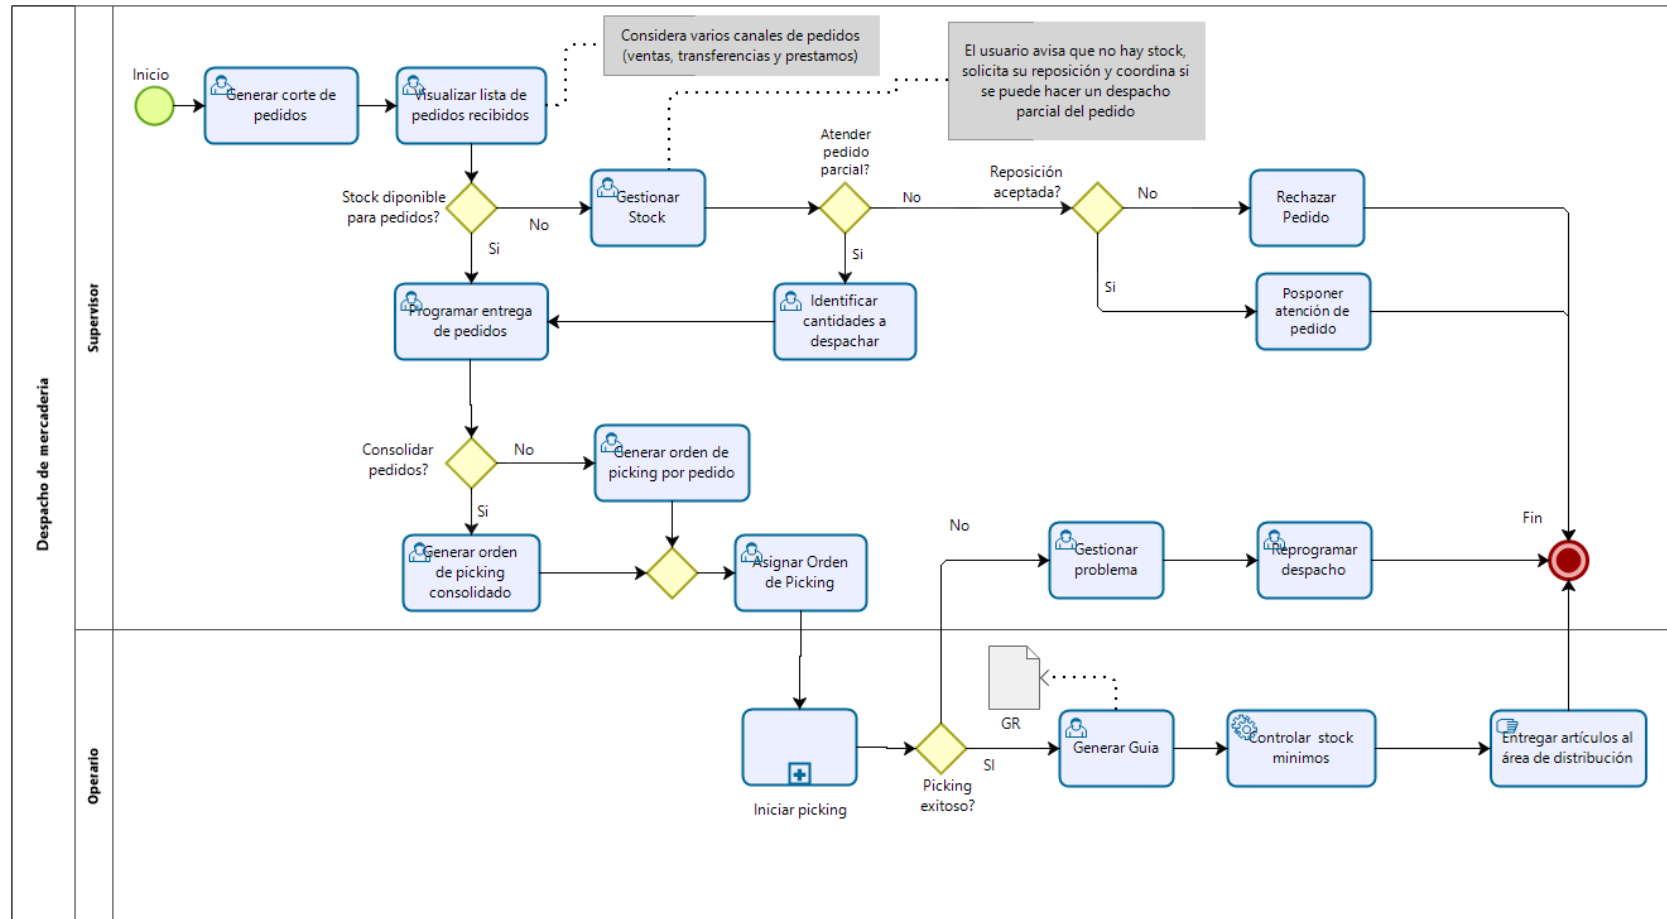 Despacho de mercaderia
Supervisor
Operario
Inicio
Generar corte de
pedidos
Visualizar lista de
pedidos recibidos
Considera varios canales de pedidos
(ventas, transferencias y prestamos)
El usuario avisa que no hay stock,
solicita su reposición y coordina si
se puede hacer un despacho
parcial del pedido
Stock diponible
para pedidos?
No
Si
Gestionar
Stock
Atender
pedido
parcial?
No
Si
Reposición
aceptada?
No
Si
Rechazar
Pedido
Posponer
atención de
pedido
Programar entrega
de pedidos
Identificar
cantidades a
despachar
Consolidar
pedidos?
No
Si
Generar orden de
picking por pedido
Generar orden
de picking
consolidado
Asignar Orden
de Picking
No
Gestionar
problema
Reprogramar
despacho
Fin
Iniciar picking
Picking
exitoso?
SI
GR
Generar Guia
Controlar stock
minimos
Entregar artículos al
área de distribución